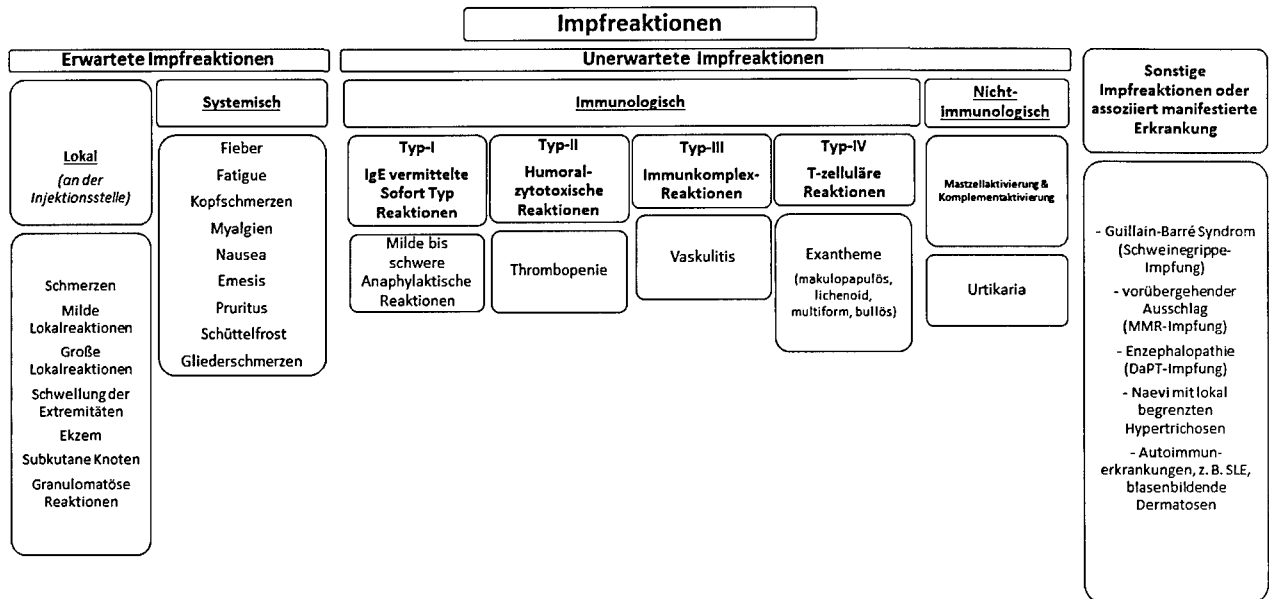 Impfreaktionen
Erwartete Impfreaktionen
Unerwartete Impfreaktionen
Sonstige
Impfreaktionen oder
assoziiert manifestierte
Erkrankung
Lokal
(an der
Injektionsstelle)
Schmerzen
Milde
Lokalreaktionen
Große
Lokalreaktionen
Schwellung der
Extremitäten
Ekzem
Subkutane Knoten
Granulomatöse
Reaktionen
Systemisch
Fieber
Fatigue
Kopfschmerzen
Myalgien
Nausea
Emesis
Pruritus
Schüttelfrost
Gliederschmerzen
Immunologisch
Typ-I
IgE vermittelte
Sofort Typ
Reaktionen
Milde bis
schwere
Anaphylaktische
Reaktionen
Typ-II
Humoral-
zytotoxische
Reaktionen
Thrombopenie
Typ-III
Immunkomplex-
Reaktionen
Vaskulitis
Typ-IV
T-zelluläre
Reaktionen
Exantheme
(makulopapulös,
lichenoid,
multiform, bullös)
Nicht-
immunologisch
Mastzellaktivierung &
Komplementaktivierung
Urtikaria
- Guillain-Barré Syndrom
(Schweinegrippe-
Impfung)
- vorübergehender
Ausschlag
(MMR-Impfung)
- Enzephalopathie
(DaPT-Impfung)
- Naevi mit lokal
begrenzten
Hypertrichosen
- Autoimmun-
erkrankungen, z. B. SLE,
blasenbildende
Dermatosen